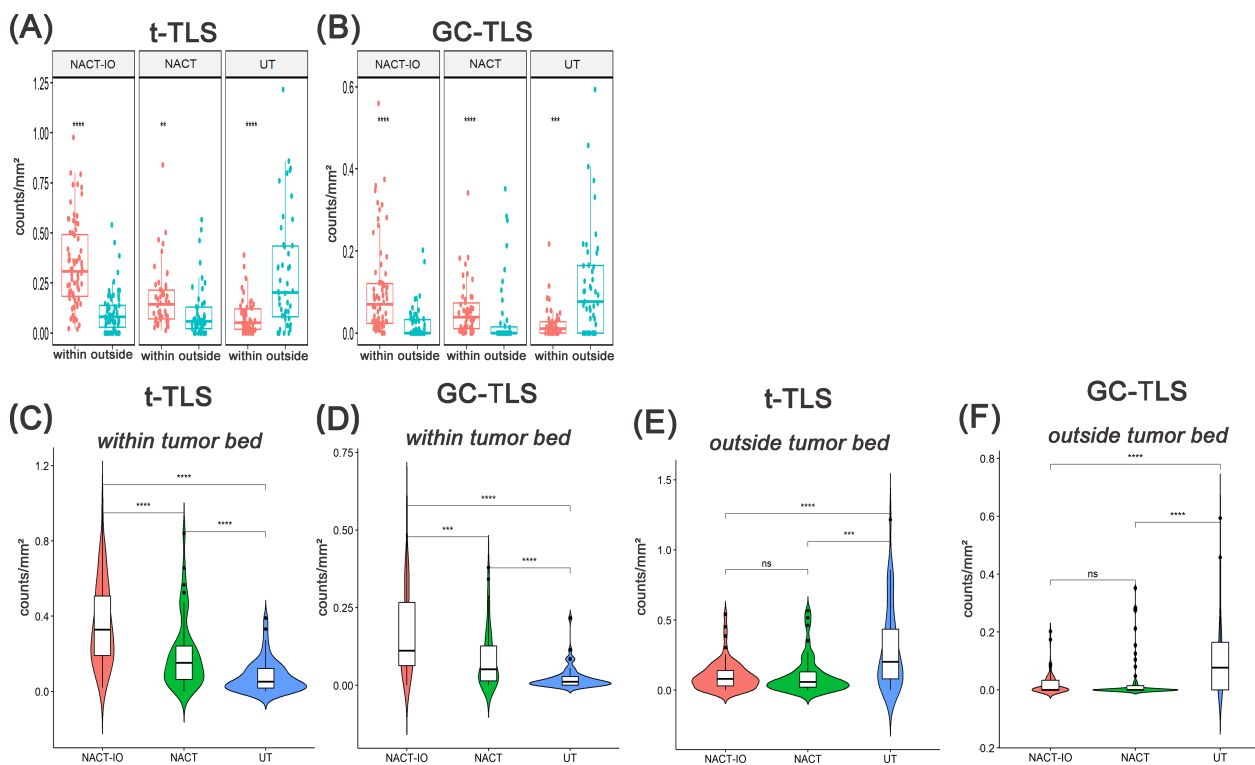 (A) t-TLS
NACT-IO NACT UT
counts/mm²
1.25
1.00
0.75
0.50
0.25
0.00
**** ** ****
within outside within outside within outside
(B) GC-TLS
NACT-IO NACT UT
counts/mm²
0.6
0.4
0.2
0.0
**** **** ***
within outside within outside within outside
(C) t-TLS
within tumor bed
counts/mm²
1.2
0.8
0.4
0.0
****
****
****
NACT-IO NACT UT
(D) GC-TLS
within tumor bed
counts/mm²
0.75
0.50
0.25
0.00
****
***
****
NACT-IO NACT UT
(E) t-TLS
outside tumor bed
counts/mm²
1.5
1.0
0.5
0.0
****
***
ns
NACT-IO NACT UT
(F) GC-TLS
outside tumor bed
counts/mm²
0.8
0.6
0.4
0.2
0.0
0.2
****
****
ns
NACT-IO NACT UT